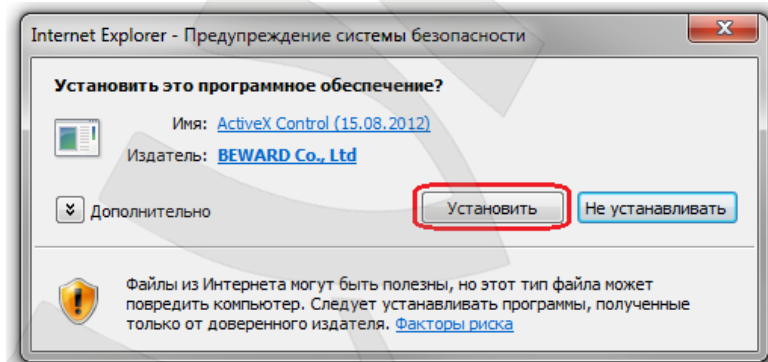 Internet Explorer - Предупреждение системы безопасности
Установить это программное обеспечение?
Имя: ActiveX Control (15.08.2012)
Издатель: BEWARD Co., Ltd
Дополнительно
Установить
Не устанавливать
Файлы из Интернета могут быть полезны, но этот тип файла может
повредить компьютер. Следует устанавливать программы, полученные
только от доверенного издателя. Факторы риска